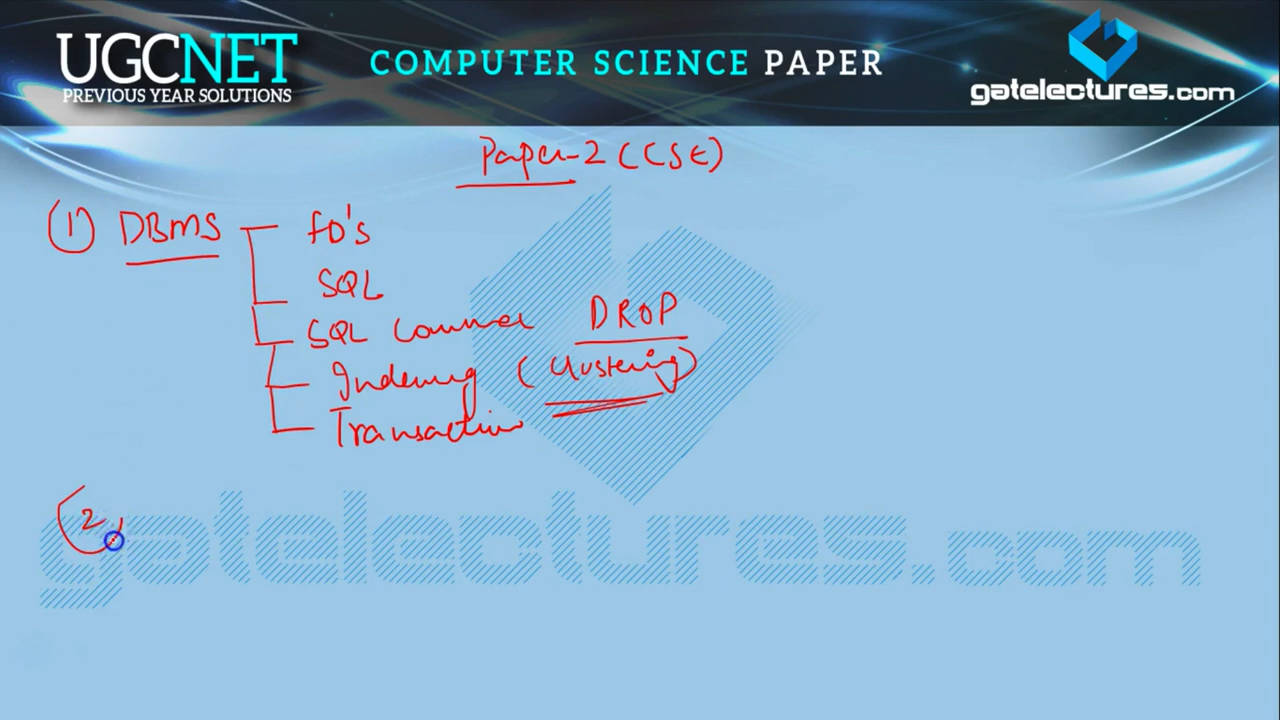 UGCNET
PREVIOUS YEAR SOLUTIONS
COMPUTER SCIENCE PAPER
gatelectures.com
Paper-2 (CSE)
(1) DBMS
FD's
SQL
SQL DROP
Indexing (Clustering)
Transaction
(2)
gatelectures.com